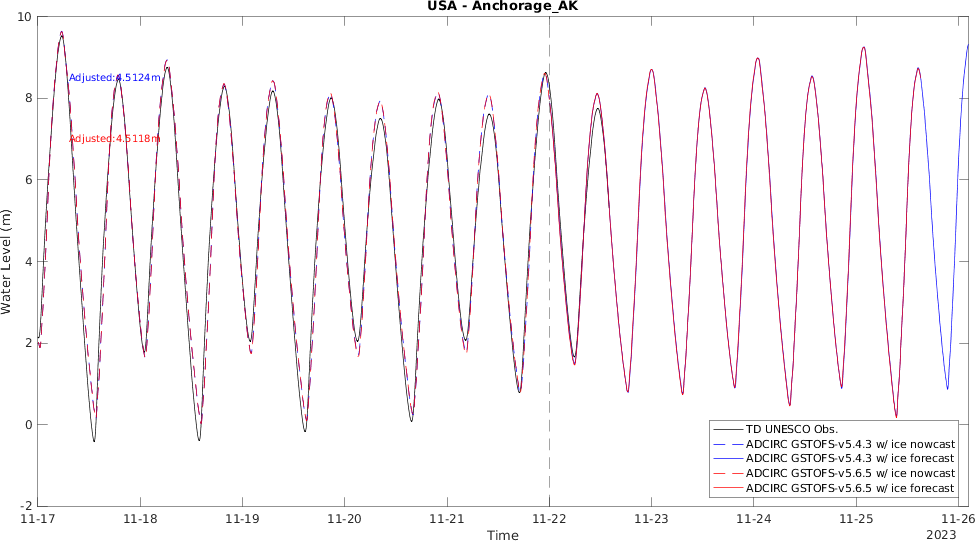 USA - Anchorage_AK
10
8
6
4
2
0
-2
Water Level (m)
Adjusted:4.5124m
Adjusted:4.5118m
TD UNESCO Obs.
ADCIRC GSTOFS-v5.4.3 w/ ice nowcast
ADCIRC GSTOFS-v5.4.3 w/ ice forecast
ADCIRC GSTOFS-v5.6.5 w/ ice nowcast
ADCIRC GSTOFS-v5.6.5 w/ ice forecast
11-17 11-18 11-19 11-20 11-21 11-22 11-23 11-24 11-25 11-26
Time
2023